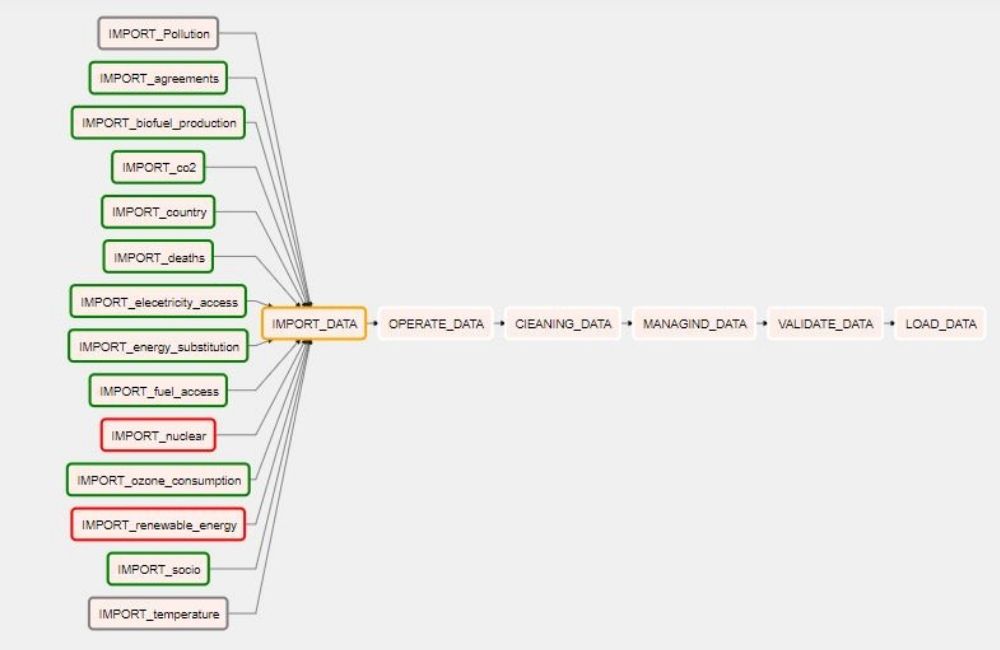 IMPORT_Pollution
IMPORT_agreements
IMPORT_biofuel_production
IMPORT_co2
IMPORT_country
IMPORT_deaths
IMPORT_elecetricity_access
IMPORT_energy_substitution
IMPORT_fuel_access
IMPORT_nuclear
IMPORT_ozone_consumption
IMPORT_renewable_energy
IMPORT_socio
IMPORT_temperature
IMPORT_DATA
OPERATE_DATA
ClEANING_DATA
MANAGIND_DATA
VALIDATE_DATA
LOAD_DATA